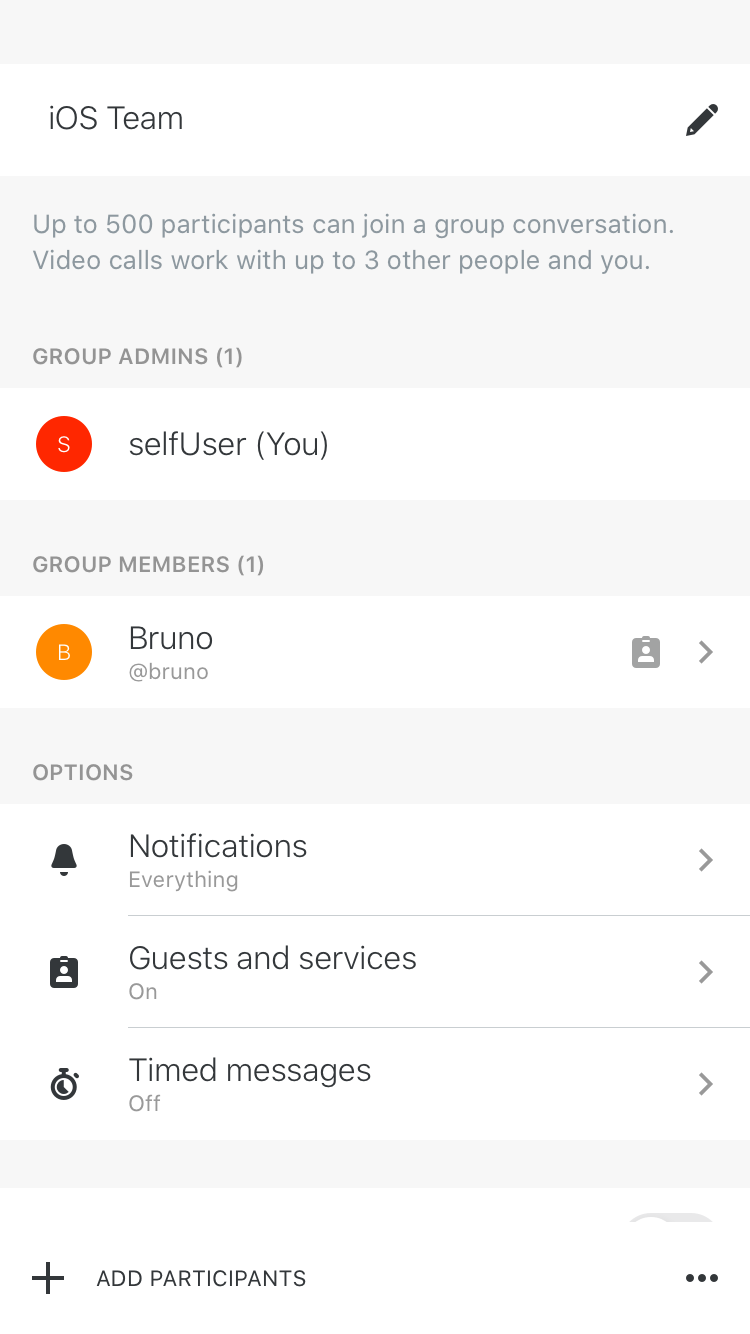 iOS Team
Up to 500 participants can join a group conversation.
Video calls work with up to 3 other people and you.
GROUP ADMINS (1)
S
selfUser (You)
GROUP MEMBERS (1)
B
Bruno
@bruno
OPTIONS
Notifications
Everything
Guests and services
On
Timed messages
Off
ADD PARTICIPANTS